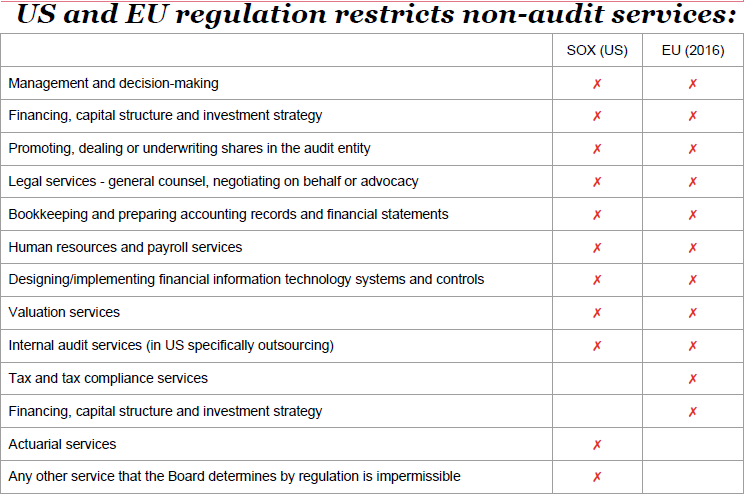 US and EU regulation restricts non-audit services:
SOX (US) EU (2016)
Management and decision-making ✗ ✗
Financing, capital structure and investment strategy ✗ ✗
Promoting, dealing or underwriting shares in the audit entity ✗ ✗
Legal services - general counsel, negotiating on behalf or advocacy ✗ ✗
Bookkeeping and preparing accounting records and financial statements ✗ ✗
Human resources and payroll services ✗ ✗
Designing/implementing financial information technology systems and controls ✗ ✗
Valuation services ✗ ✗
Internal audit services (in US specifically outsourcing) ✗ ✗
Tax and tax compliance services ✗
Financing, capital structure and investment strategy ✗
Actuarial services ✗
Any other service that the Board determines by regulation is impermissible ✗